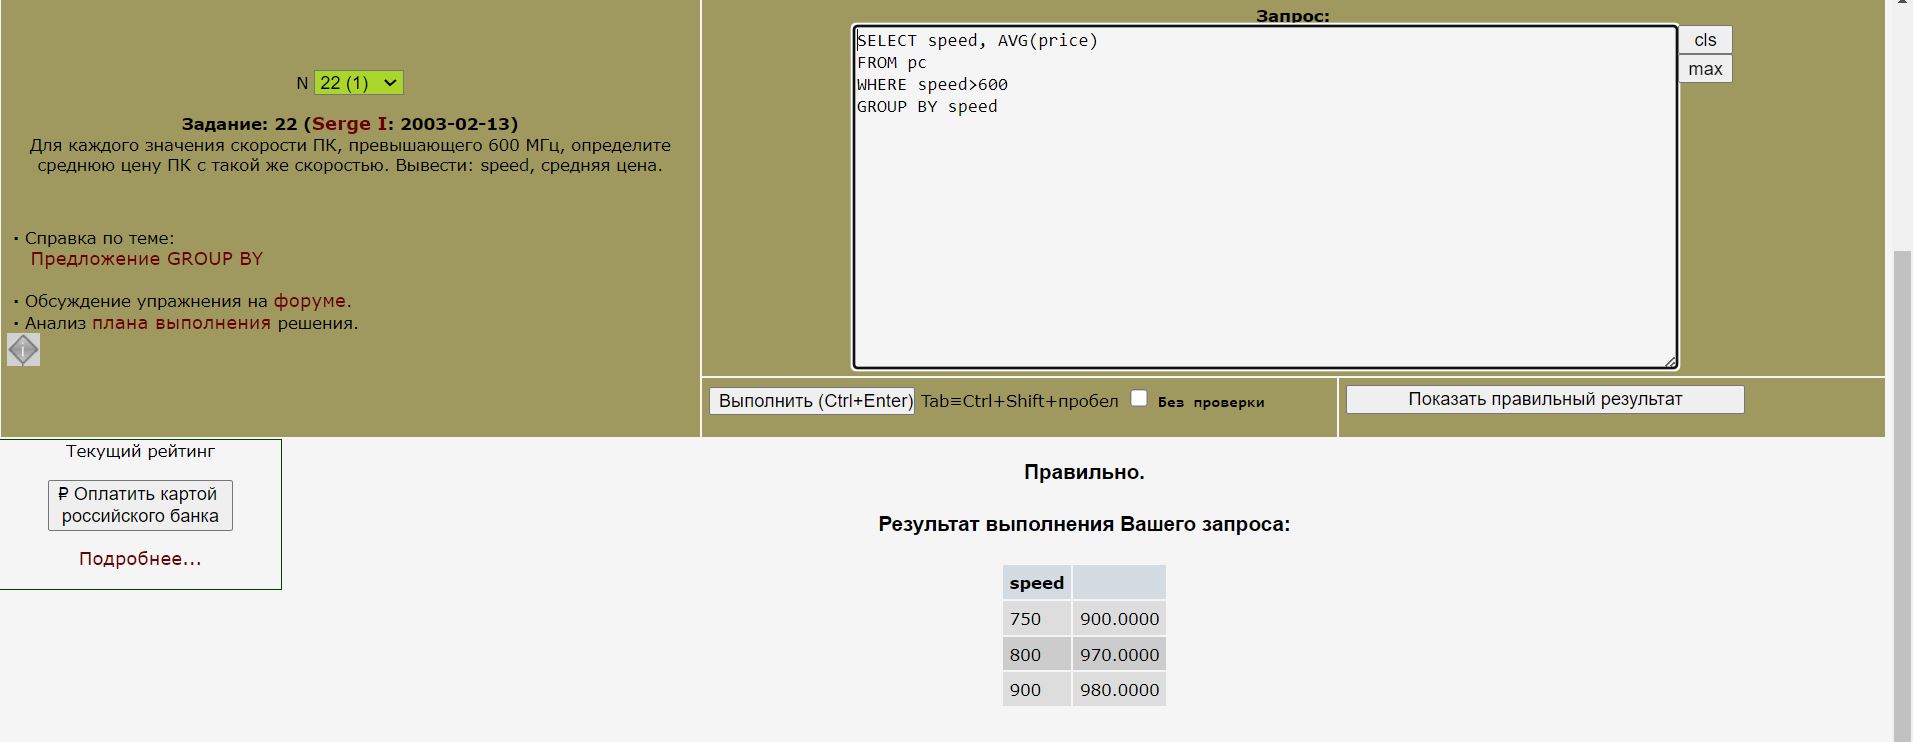 N 22 (1)
Задание: 22 (Serge I: 2003-02-13)
Для каждого значения скорости ПК, превышающего 600 МГц, определите
среднюю цену ПК с такой же скоростью. Вывести: speed, средняя цена.
· Справка по теме:
Предложение GROUP BY
· Обсуждение упражнения на форуме.
· Анализ плана выполнения решения.
i
Запрос:
SELECT speed, AVG(price)
FROM pc
WHERE speed>600
GROUP BY speed
cls
max
Выполнить (Ctrl+Enter) Tab≡Ctrl+Shift+пробел Без проверки
Показать правильный результат
Текущий рейтинг
₽ Оплатить картой
российского банка
Подробнее...
Правильно.
Результат выполнения Вашего запроса:
speed
750 900.0000
800 970.0000
900 980.0000